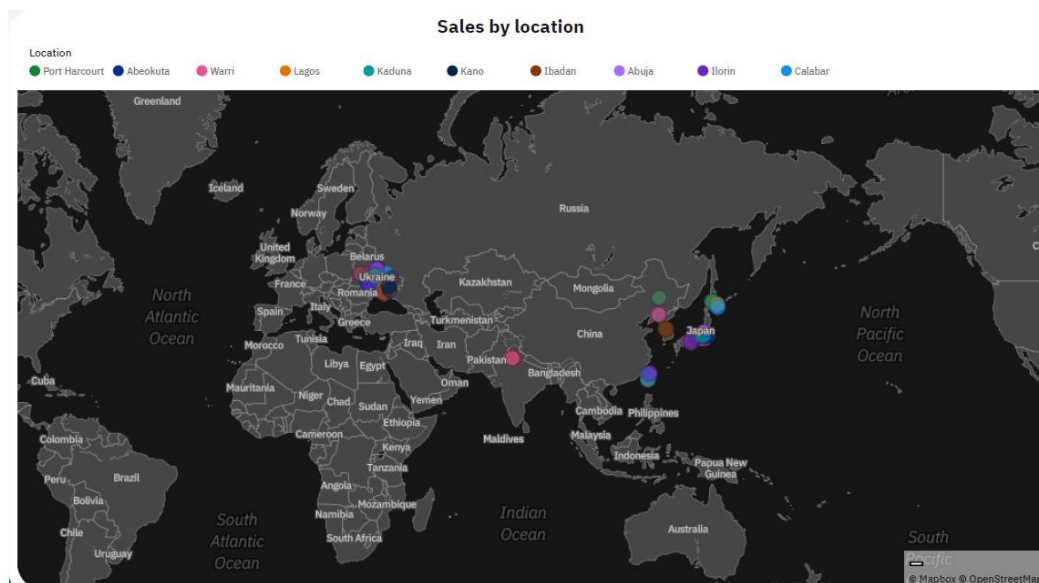 Sales by location
Location
Port Harcourt Abeokuta Warri Lagos Kaduna Kano Ibadan Abuja Ilorin Calabar
Greenland
Iceland
Sweden
Russia
Norway
United
Kingdom
Belarus
Ukraine
France
Kazakhstan
Mongolia
Romania
North
Atlantic
Ocean
Spain
Italy
Greece
Turkmenistan
China
Japan
North
Pacific
Ocean
Morocco
Tunisia
Iraq
Iran
Pakistan
Libya
Egypt
Bangladesh
Cuba
Mauritania
Niger
Chad
Sudan
Oman
Yemen
Ethiopia
Cambodia
Philippines
Colombia
Cameroon
Kenya
Maldives
Malaysia
Indonesia
Papua New
Guinea
Peru
Brazil
Tanzania
Angola
Bolivia
Mozambique
Namibia
Chile
South
Atlantic
Ocean
Indian
Ocean
Australia
South Africa
Uruguay
South
Pacific
© Mapbox © OpenStreetMap